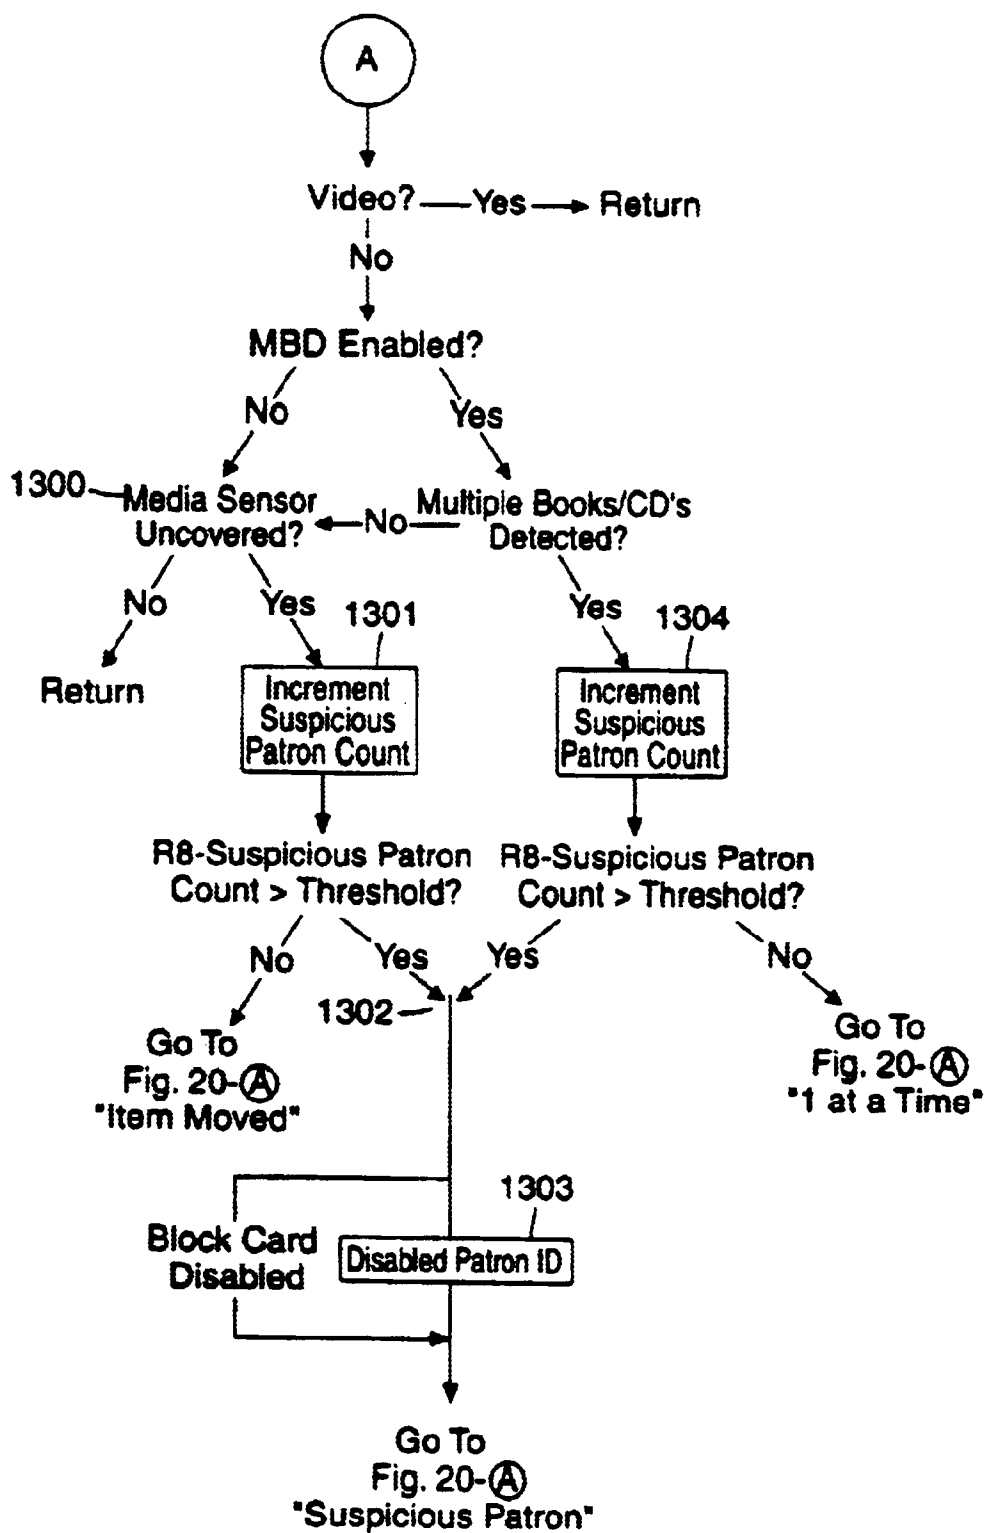 A
Video? Yes Return
No
MBD Enabled?
No Yes
1300 Media Sensor Uncovered?
No
Multiple Books/CD's
Detected?
No Yes 1301
Yes 1304
Return
Increment
Suspicious
Patron Count
Increment
Suspicious
Patron Count
R8-Suspicious Patron
Count > Threshold?
R8-Suspicious Patron
Count > Threshold?
No Yes Yes No
1302
Go To
Fig. 20-A
"Item Moved"
Go To
Fig. 20-A
"1 at a Time"
1303
Block Card
Disabled
Disabled Patron ID
Go To
Fig. 20-A
"Suspicious Patron"